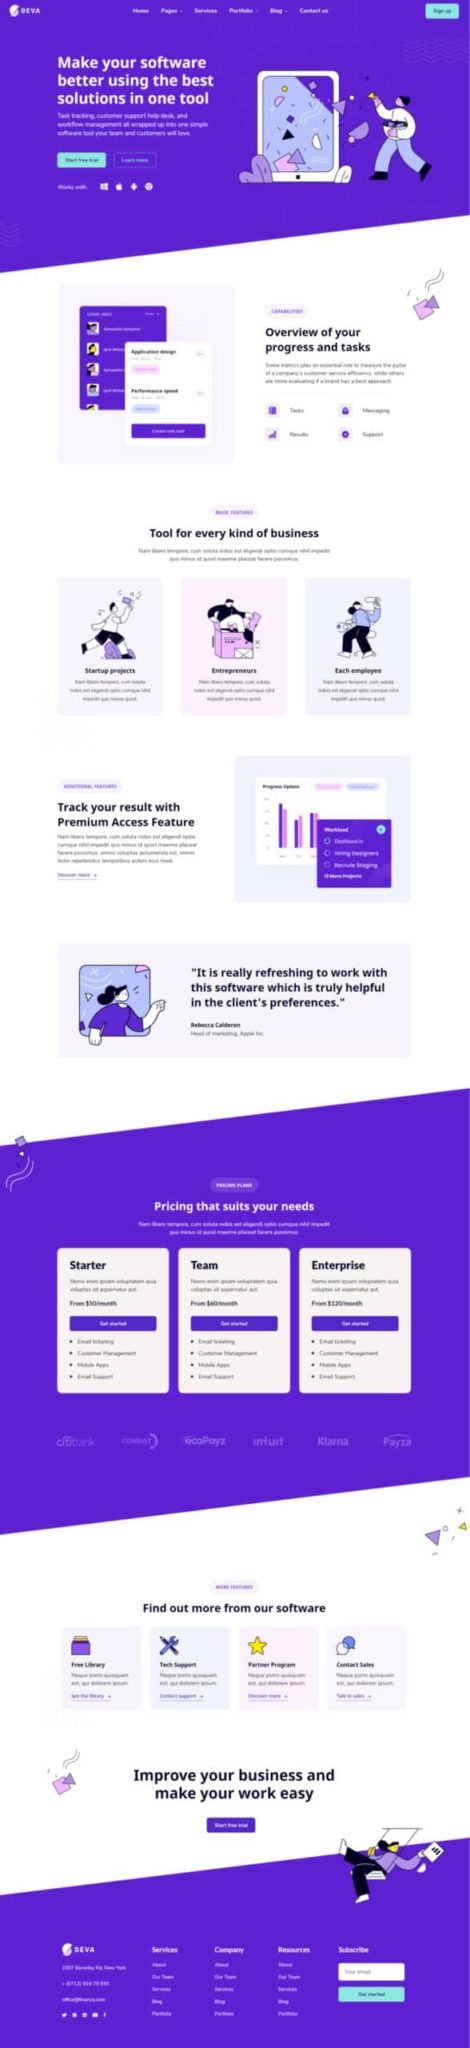 DEVA
Home Pages Services Portfolio Blog Contact us
Sign up
Make your software
better using the best
solutions in one tool
Task tracking, customer support help desk, and
workflow management all wrapped up into one simple
software tool your team and customers will love.
Start free trial
Learn more
Works with:
CAPABILITIES
Overview of your
progress and tasks
Some metrics play an essential role to measure the pulse
of a company's customer service efficiency, while others
are more evaluating if a brand has a best approach.
Tasks
Messaging
Results
Support
Latest users
Samantha Sampson
Jack Wilson
Samantha
Jack Wilson
Application design
Performance speed
Create new task
BASIC FEATURES
Tool for every kind of business
Nam libero tempore, cum soluta nobis est eligendi optio cumque nihil impedit
quo minus id quod maxime placeat facere possimus.
Startup projects
Nam libero tempore, cum soluta
nobis est eligendi optio cumque nihil
impedit quo minus quod.
Entrepreneurs
Nam libero tempore, cum soluta
nobis est eligendi optio cumque nihil
impedit quo minus quod.
Each employee
Nam libero tempore, cum soluta
nobis est eligendi optio cumque nihil
impedit quo minus quod.
ADDITIONAL FEATURES
Track your result with
Premium Access Feature
Nam libero tempore, cum soluta nobis est eligendi optio
cumque nihil impedit quo minus id quod maxime placeat
facere possimus, omnis voluptas assumenda est, omnis
dolor repellendus temporibus autem eius modi.
Discover more
Progress Update
Workload
Dashbord.io
Hiring Designers
Recrute Staging
12 More Projects
"It is really refreshing to work with
this software which is truly helpful
in the client's preferences."
Rebecca Calderon
Head of marketing, Apple Inc.
PRICING PLANS
Pricing that suits your needs
Nam libero tempore, cum soluta nobis est eligendi optio cumque nihil impedit
quo minus id quod maxime placeat facere possimus.
Starter
Nemo enim ipsam voluptatem quia
voluptas sit aspernatur aut.
From $50/month
Get started
Email ticketing
Customer Management
Mobile Apps
Email Support
Team
Nemo enim ipsam voluptatem quia
voluptas sit aspernatur aut.
From $60/month
Get started
Email ticketing
Customer Management
Mobile Apps
Email Support
Enterprise
Nemo enim ipsam voluptatem quia
voluptas sit aspernatur aut.
From $120/month
Get started
Email ticketing
Customer Management
Mobile Apps
Email Support
citibank
CONSULT
ecoPayz
intuit
Klarna
Payza
MORE FEATURES
Find out more from our software
Free Library
Neque porro quisquam
est, qui dolorem ipsum.
See the library
Tech Support
Neque porro quisquam
est, qui dolorem ipsum.
Contact support
Partner Program
Neque porro quisquam
est, qui dolorem ipsum.
Discover more
Contact Sales
Neque porro quisquam
est, qui dolorem ipsum.
Talk to sales
Improve your business and
make your work easy
Start free trial
DEVA
2307 Beverley Rd, New York
+ (0712) 819 79 555
office@finanza.com
Services
About
Our Team
Services
Blog
Portfolio
Company
About
Our Team
Services
Blog
Portfolio
Resources
About
Our Team
Services
Blog
Portfolio
Subscribe
Your email
Get started